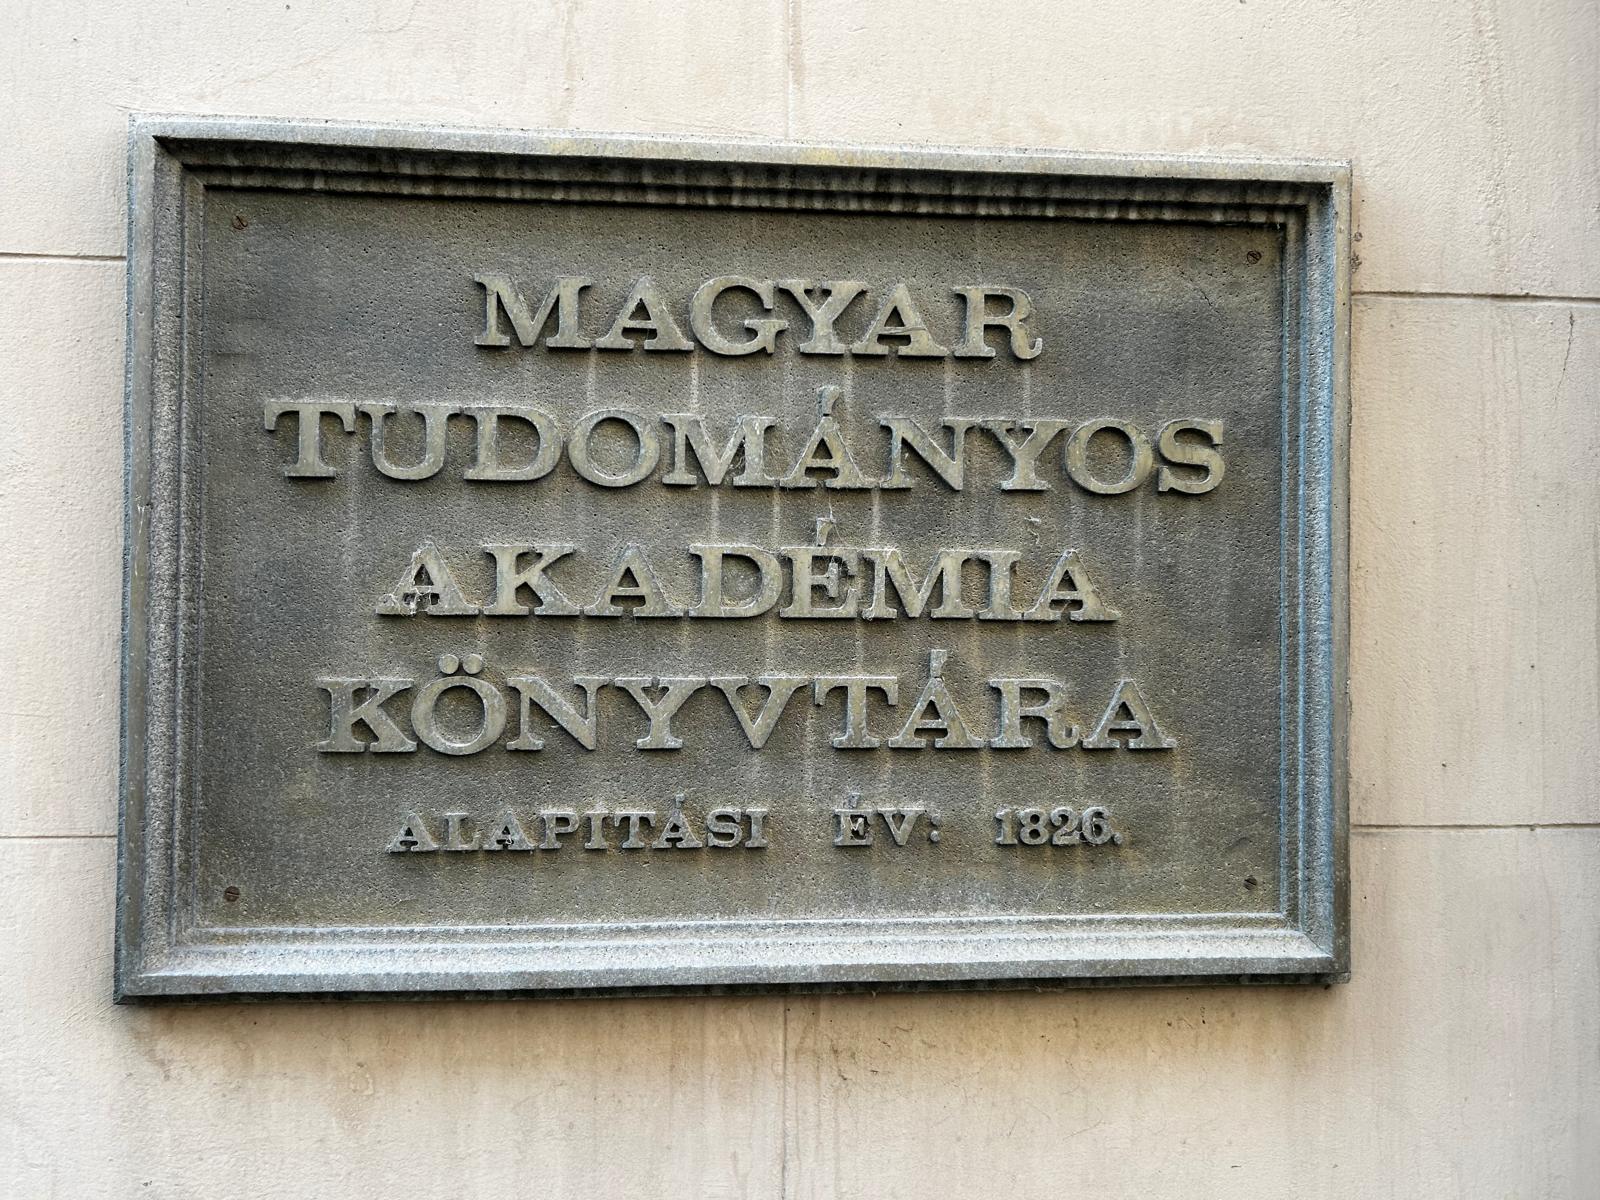 MAGYAR
TUDOMÁNYOS
AKADÉMIA
KÖNYVTÁRA
ALAPITÁSI ÉV: 1826.